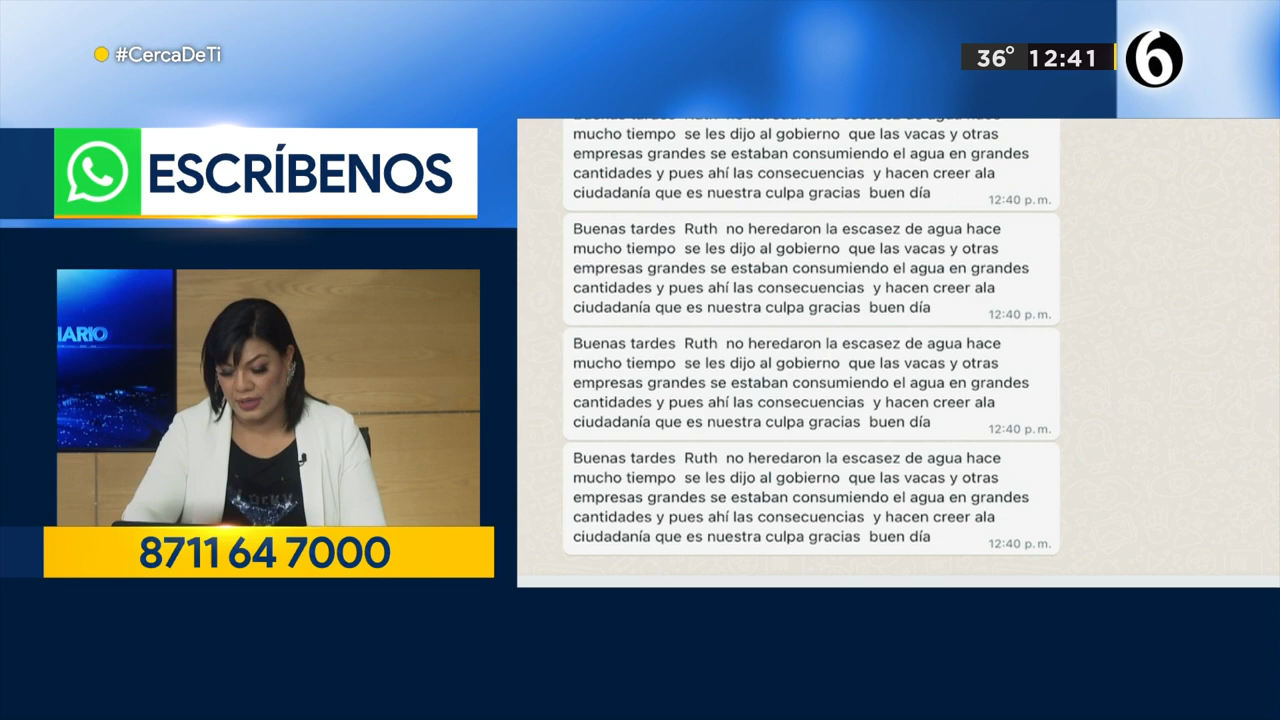 #CercaDeTi
36° 12:41 6
ESCRÍBENOS
IARIO
8711 64 7000
Buenas tardes Ruth no heredaron la escasez de agua hace
mucho tiempo se les dijo al gobierno que las vacas y otras
empresas grandes se estaban consumiendo el agua en grandes
cantidades y pues ahí las consecuencias y hacen creer ala
ciudadanía que es nuestra culpa gracias buen día
12:40 p.m.
Buenas tardes Ruth no heredaron la escasez de agua hace
mucho tiempo se les dijo al gobierno que las vacas y otras
empresas grandes se estaban consumiendo el agua en grandes
cantidades y pues ahí las consecuencias y hacen creer ala
ciudadanía que es nuestra culpa gracias buen día
12:40 p.m.
Buenas tardes Ruth no heredaron la escasez de agua hace
mucho tiempo se les dijo al gobierno que las vacas y otras
empresas grandes se estaban consumiendo el agua en grandes
cantidades y pues ahí las consecuencias y hacen creer ala
ciudadanía que es nuestra culpa gracias buen día
12:40 p.m.
Buenas tardes Ruth no heredaron la escasez de agua hace
mucho tiempo se les dijo al gobierno que las vacas y otras
empresas grandes se estaban consumiendo el agua en grandes
cantidades y pues ahí las consecuencias y hacen creer ala
ciudadanía que es nuestra culpa gracias buen día
12:40 p.m.